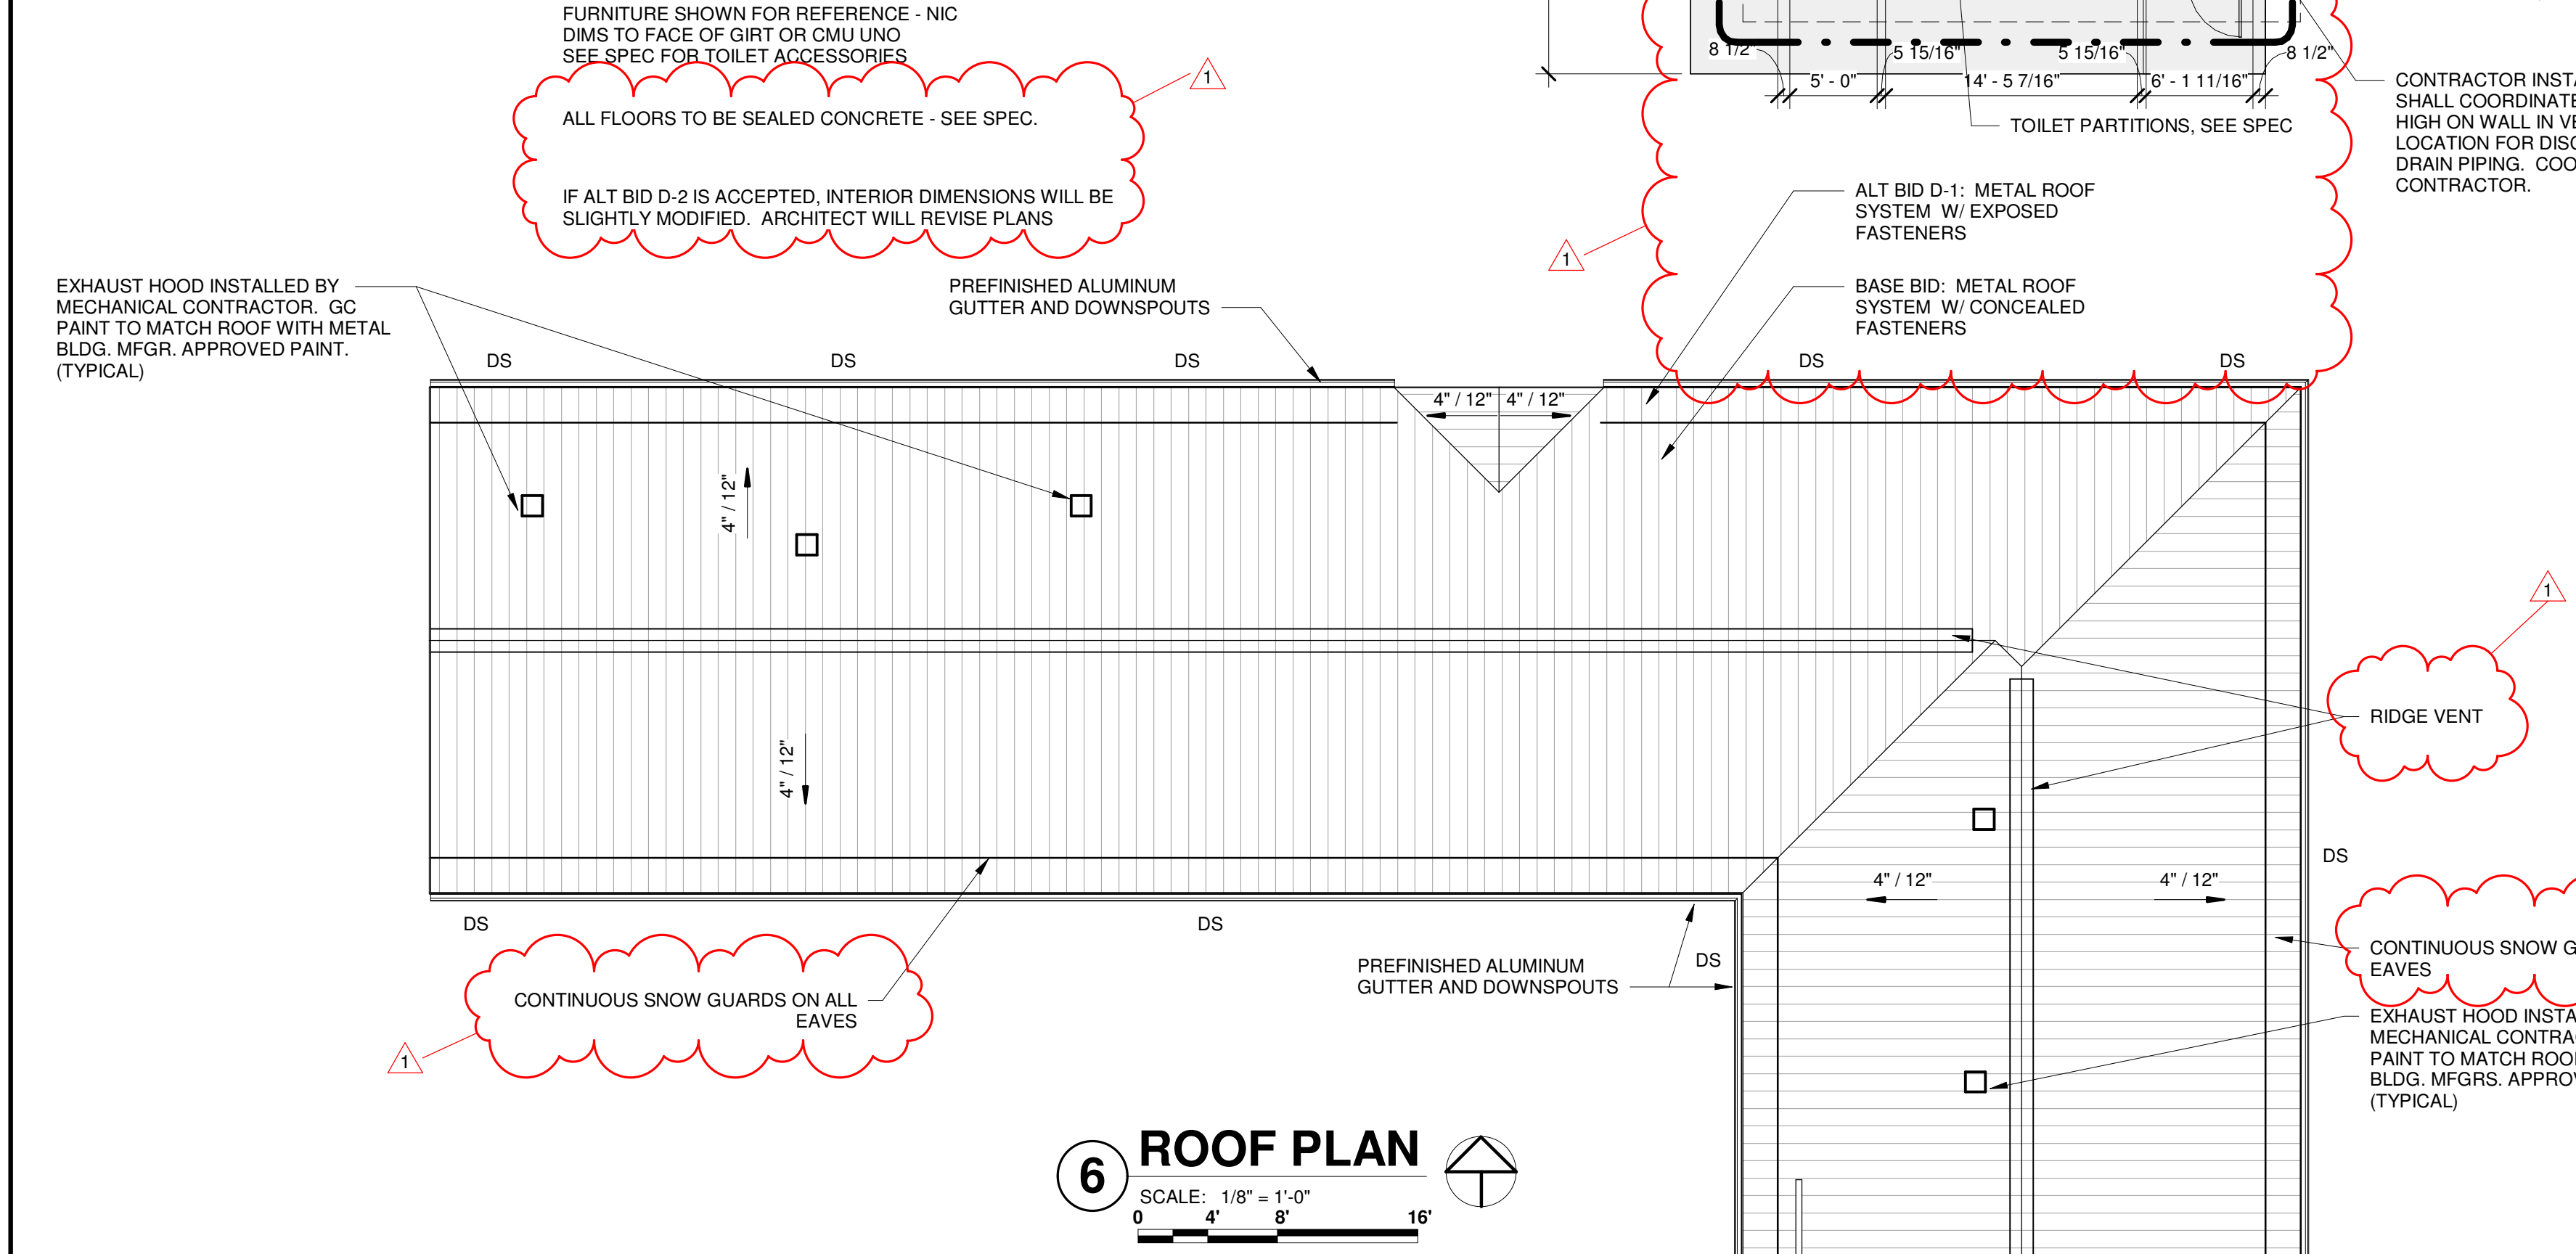 FURNITURE SHOWN FOR REFERENCE - NIC
DIMS TO FACE OF GIRT OR CMU UNO
SEE SPEC FOR TOILET ACCESSORIES
1
ALL FLOORS TO BE SEALED CONCRETE - SEE SPEC.
IF ALT BID D-2 IS ACCEPTED, INTERIOR DIMENSIONS WILL BE
SLIGHTLY MODIFIED. ARCHITECT WILL REVISE PLANS
8 1/2"
5 15/16"
5 15/16"
8 1/2"
5' - 0"
14' - 5 7/16"
6' - 1 11/16"
TOILET PARTITIONS, SEE SPEC
CONTRACTOR INSTA
SHALL COORDINATE
HIGH ON WALL IN VE
LOCATION FOR DISC
DRAIN PIPING. COO
CONTRACTOR.
ALT BID D-1: METAL ROOF
SYSTEM W/ EXPOSED
FASTENERS
1
BASE BID: METAL ROOF
SYSTEM W/ CONCEALED
FASTENERS
EXHAUST HOOD INSTALLED BY
MECHANICAL CONTRACTOR. GC
PAINT TO MATCH ROOF WITH METAL
BLDG. MFGR. APPROVED PAINT.
(TYPICAL)
PREFINISHED ALUMINUM
GUTTER AND DOWNSPOUTS
DS
DS
DS
DS
DS
4" / 12"
4" / 12"
4" / 12"
1
RIDGE VENT
4" / 12"
DS
4" / 12"
4" / 12"
DS
DS
CONTINUOUS SNOW GUARDS ON ALL
EAVES
1
PREFINISHED ALUMINUM
GUTTER AND DOWNSPOUTS
DS
CONTINUOUS SNOW G
EAVES
EXHAUST HOOD INSTA
MECHANICAL CONTRA
PAINT TO MATCH ROO
BLDG. MFGRS. APPROV
(TYPICAL)
6
ROOF PLAN
SCALE: 1/8" = 1'-0"
0 4' 8' 16'